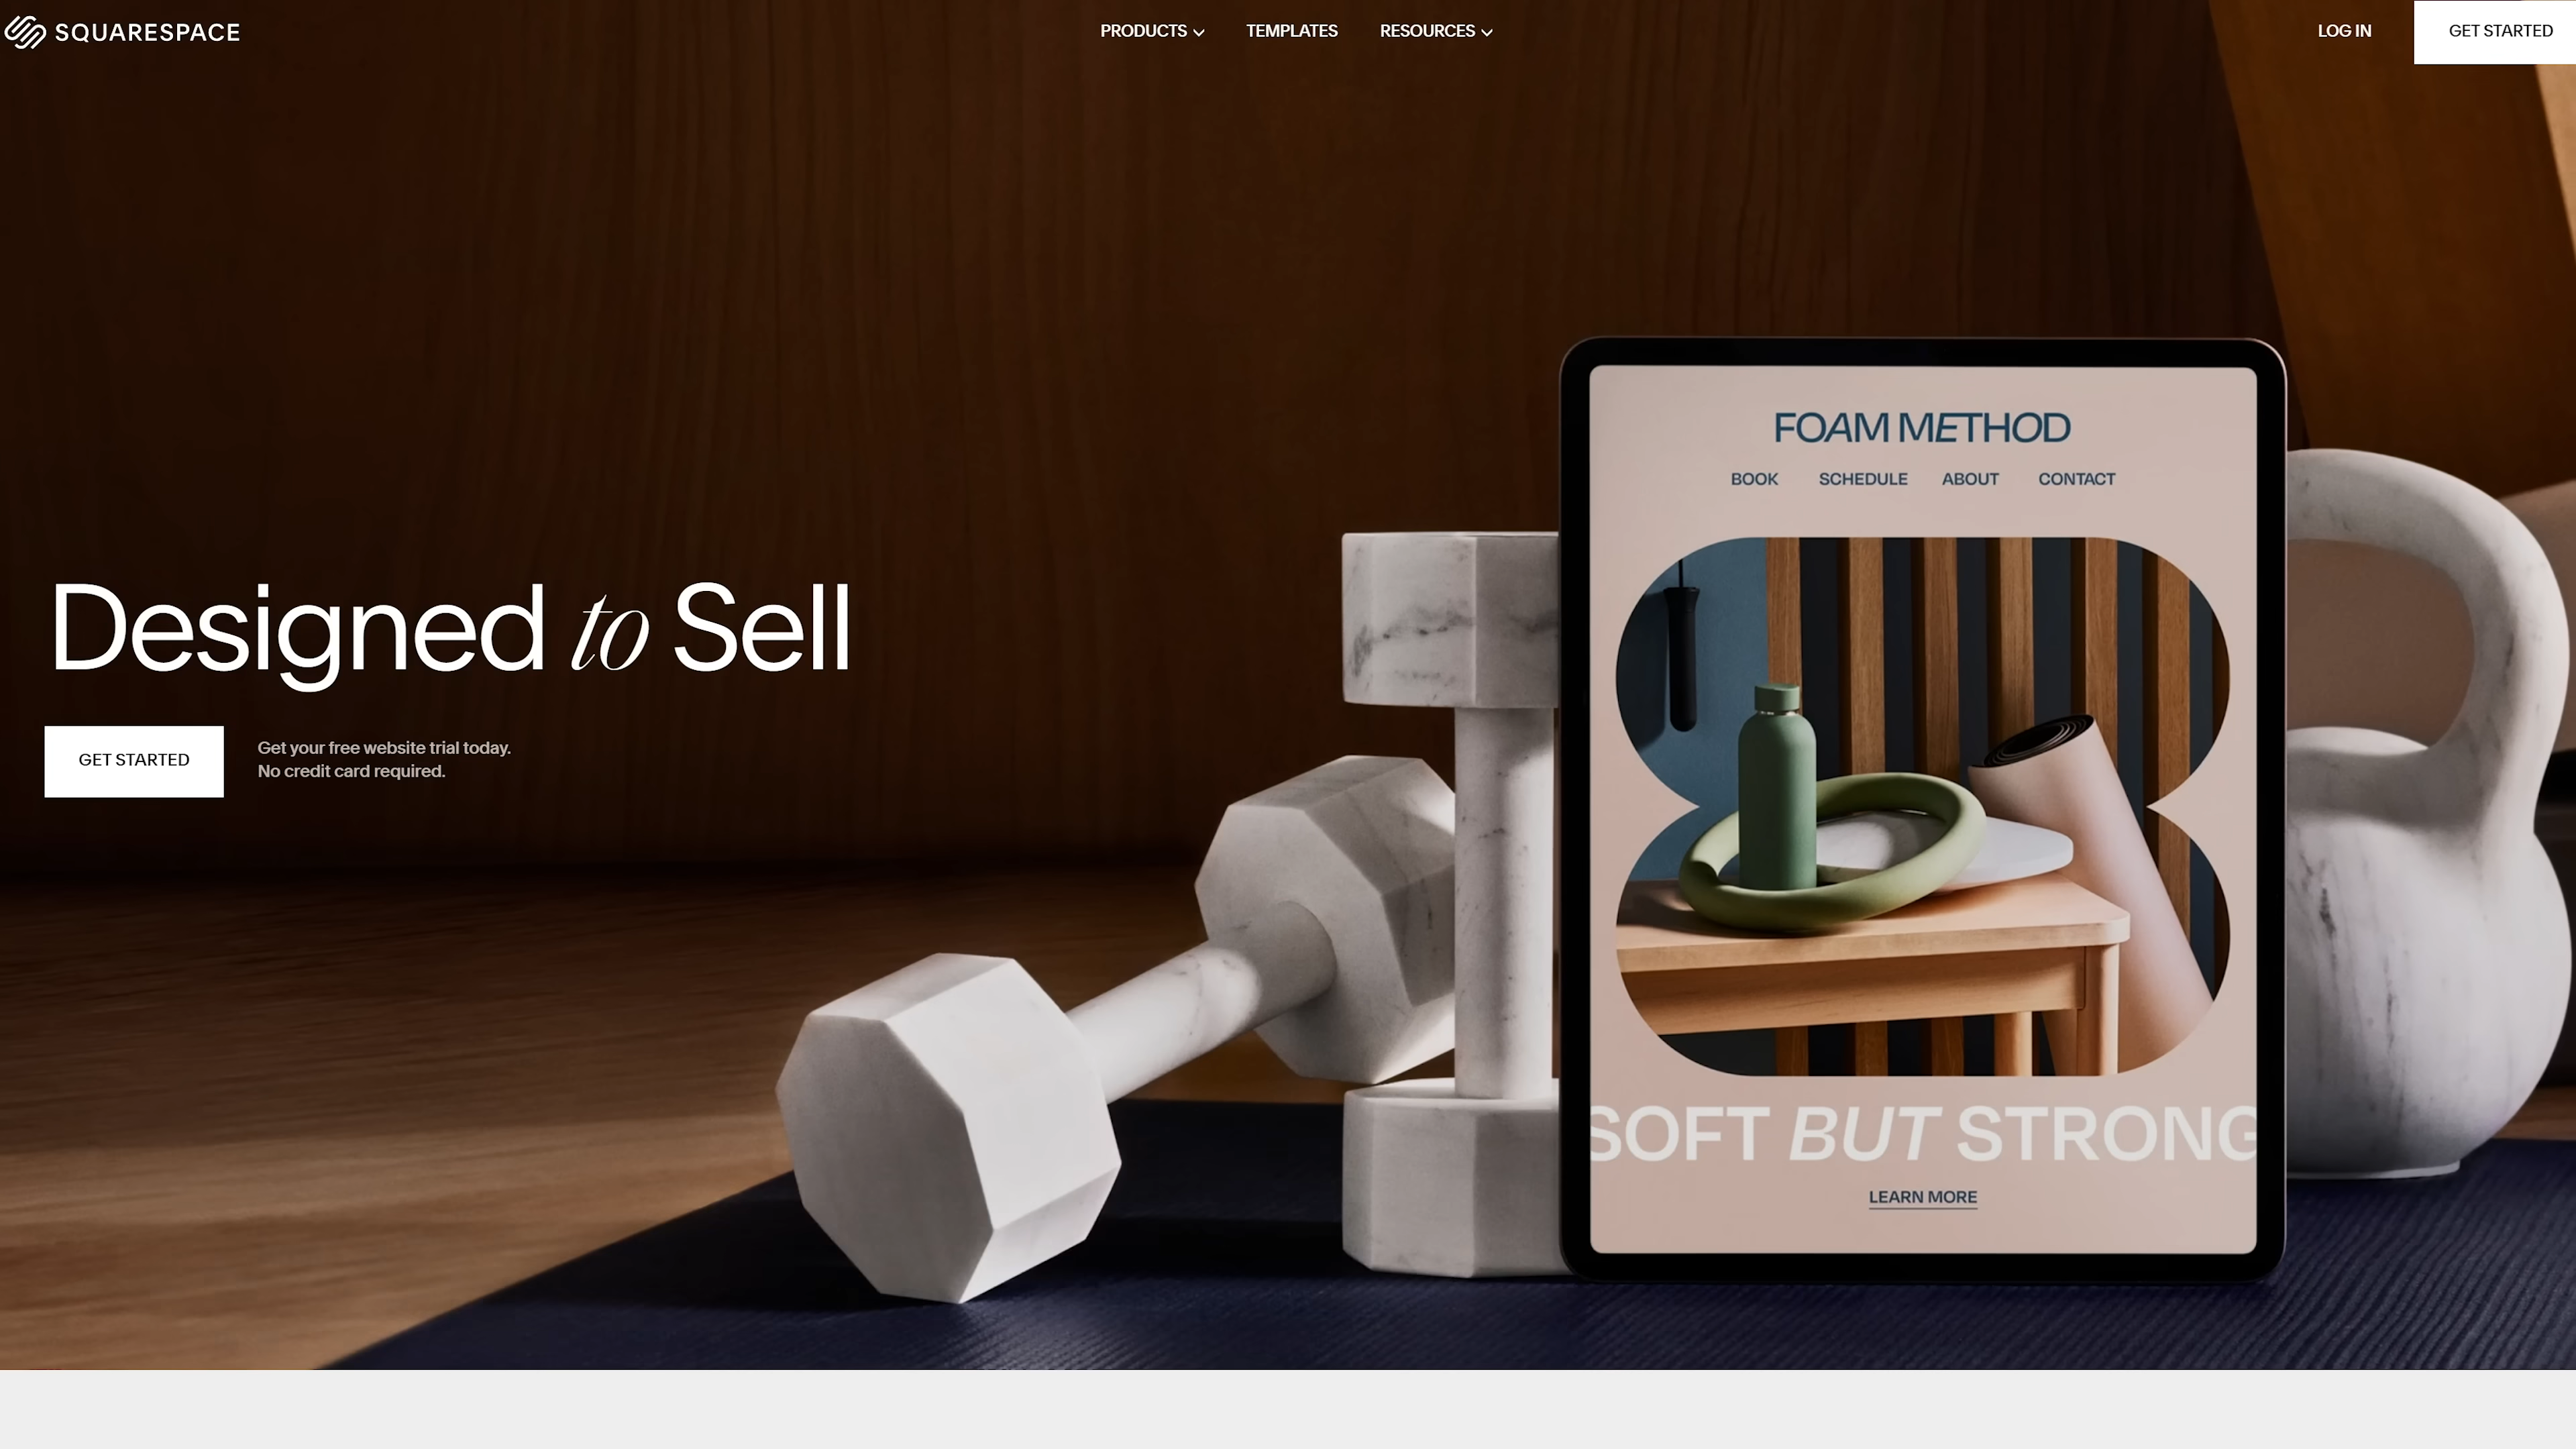 SQUARESPACE
PRODUCTS
TEMPLATES
RESOURCES
LOG IN
GET STARTED
Designed to Sell
GET STARTED
Get your free website trial today.
No credit card required.
FOAM METHOD
BOOK SCHEDULE ABOUT CONTACT
SOFT BUT STRONG
LEARN MORE